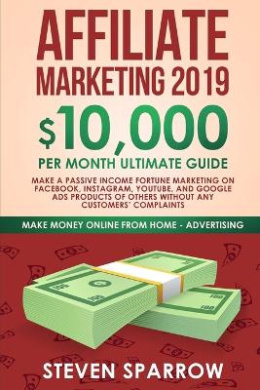 AFFILIATE
MARKETING 2019
$10,000
PER MONTH ULTIMATE GUIDE
MAKE A PASSIVE INCOME FORTUNE MARKETING ON
FACEBOOK, INSTAGRAM, YOUTUBE, AND GOOGLE
ADS PRODUCTS OF OTHERS WITHOUT ANY
CUSTOMERS' COMPLAINTS
MAKE MONEY ONLINE FROM HOME - ADVERTISING
STEVEN SPARROW